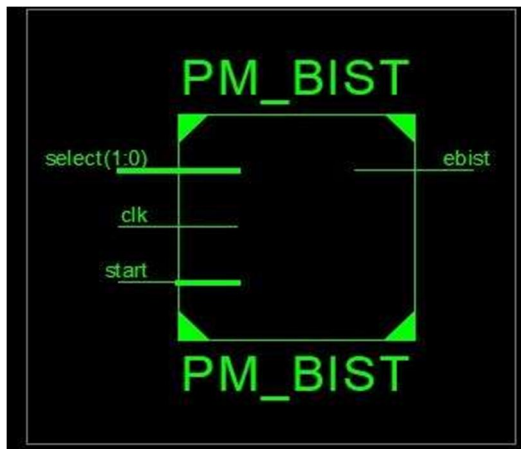 PM_BIST
select(1:0)
ebist
clk
start
PM_BIST